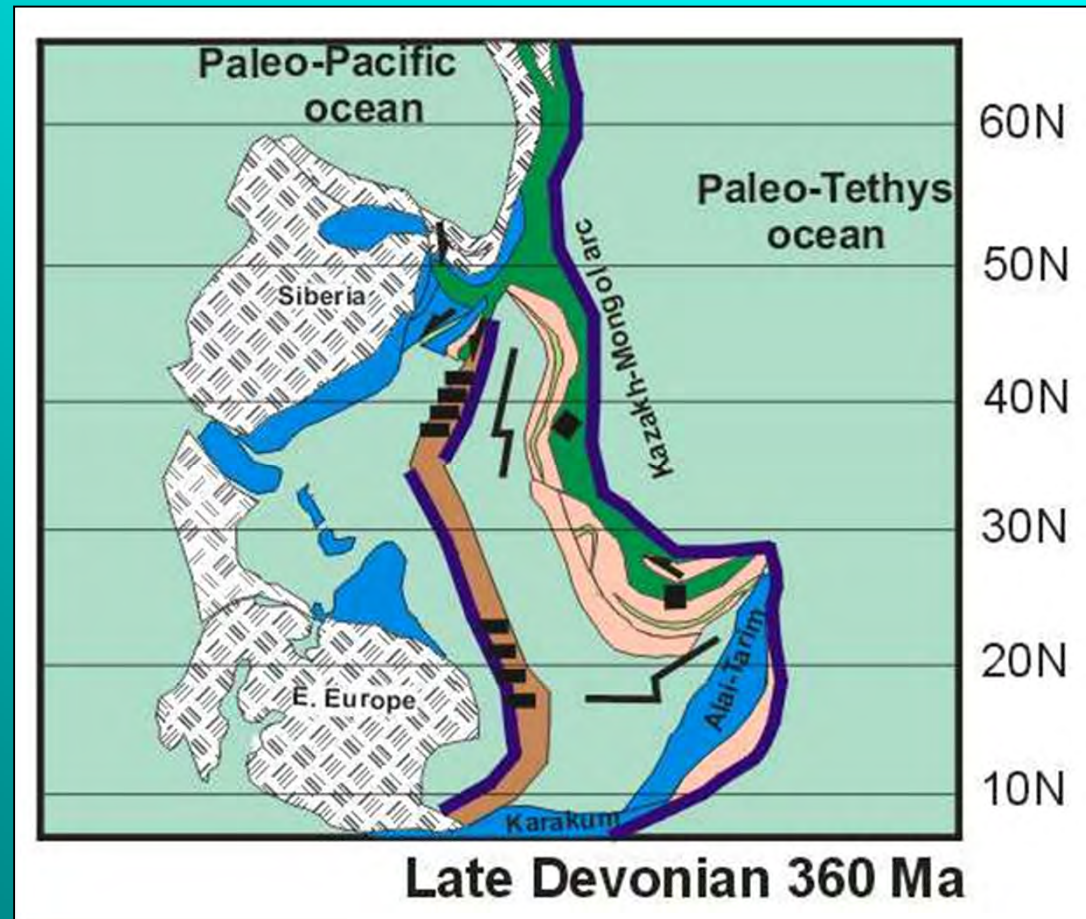 Paleo-Pacific
ocean
60N
Paleo-Tethys
ocean
50N
Siberia
Kazakh-Mongol arc
40N
30N
20N
E. Europe
Alai-Tarim
10N
Karakum
Late Devonian 360 Ma